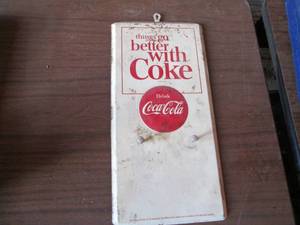 things go
better
with
Coke
Drink
Coca-Cola